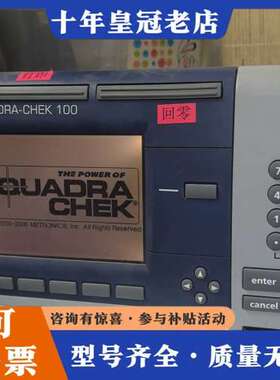 十年皇冠老店
DRA-CHEK 100
回零
THE POWER OF
QUADRA
CHEK®
METRONICS, Inc. All Rights Reserved
7
4
1
enter
cancel
可
票
咨询有惊喜·参与补贴活动
型号齐全·质量无